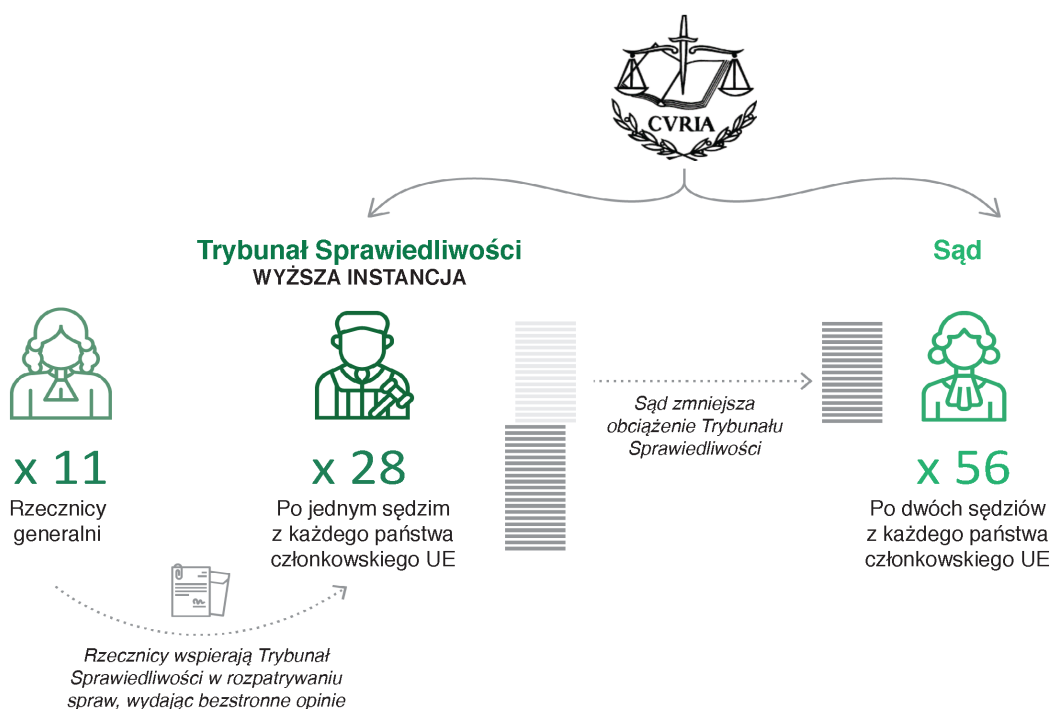 CVRIA
Trybunał Sprawiedliwości
WYŻSZA INSTANCJA
Sąd
x 11
Rzecznicy
generalni
x 28
Po jednym sędzim
z każdego państwa
członkowskiego UE
Sąd zmniejsza
obciążenie Trybunału
Sprawiedliwości
x 56
Po dwóch sędziów
z każdego państwa
członkowskiego UE
Rzecznicy wspierają Trybunał
Sprawiedliwości w rozpatrywaniu
spraw, wydając bezstronne opinie